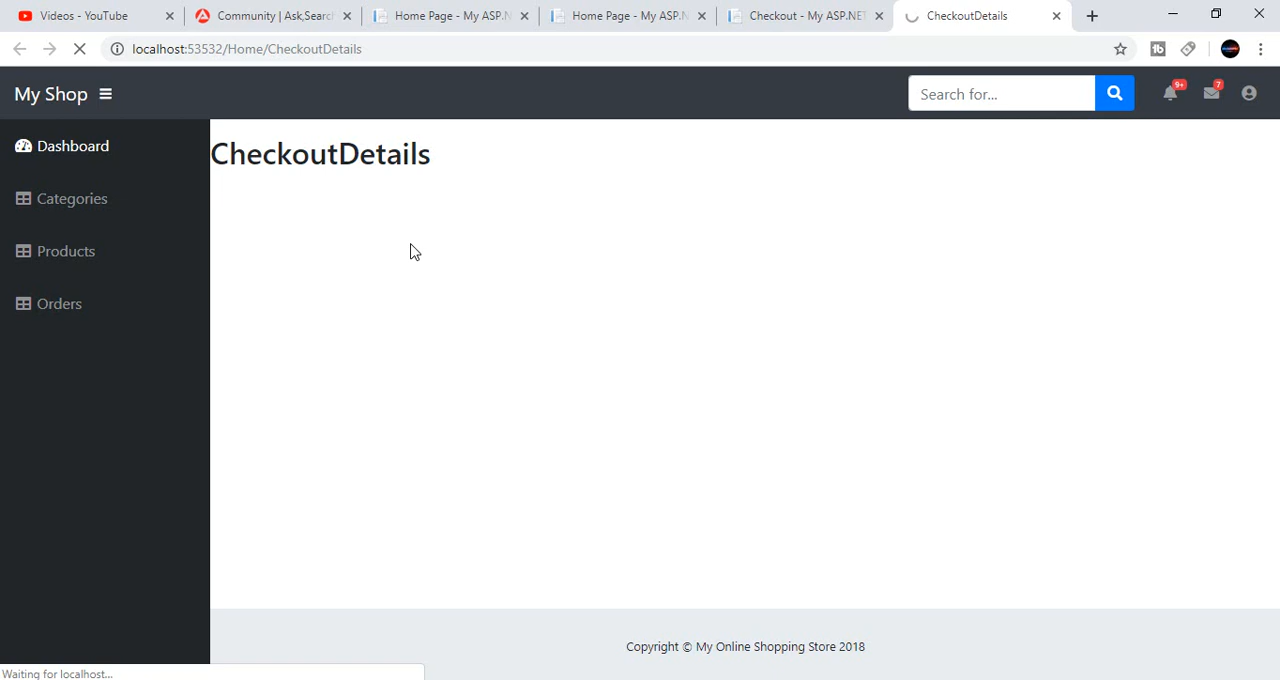 Videos - YouTube
Community | Ask,Searc
Home Page - My ASP.N
Home Page - My ASP.N
Checkout - My ASP.NET
CheckoutDetails
localhost:53532/Home/CheckoutDetails
My Shop
Search for...
9+
7
Dashboard
CheckoutDetails
Categories
Products
Orders
Copyright © My Online Shopping Store 2018
Waiting for localhost...